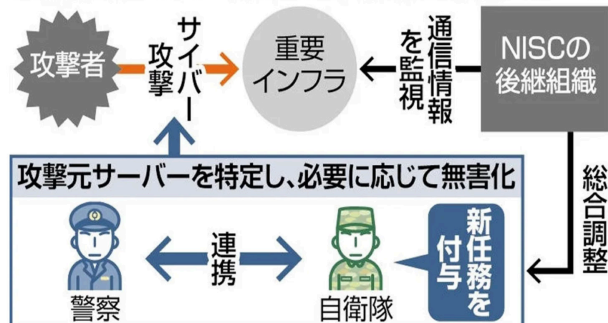 攻撃者
サイバー
攻撃
重要
インフラ
通信情報
を監視
NISCの
後継組織
総合調整
攻撃元サーバーを特定し、必要に応じて無害化
警察
連携
自衛隊
新任務を
付与